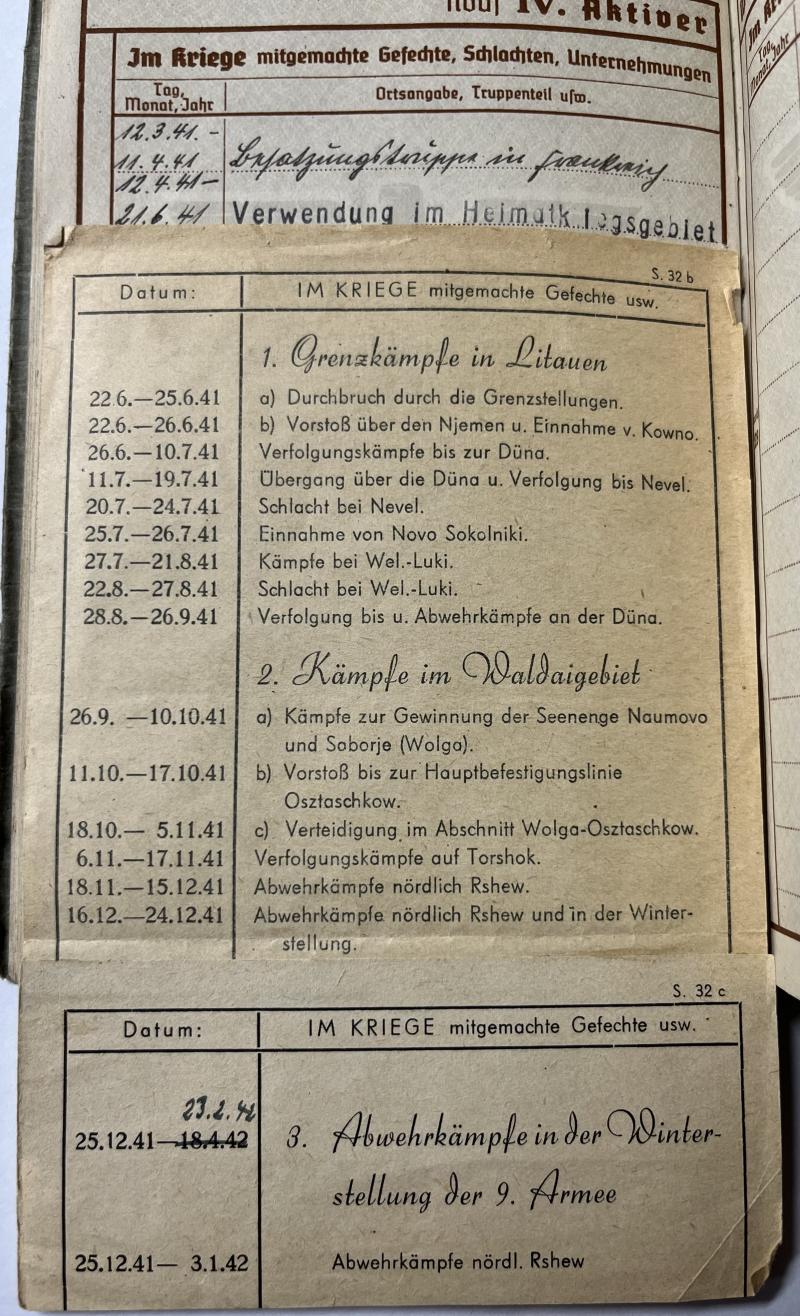 noch IV. Aktiver
Im Kriege mitgemachte Gefechte, Schlachten, Unternehmungen
Tag, Monat, Jahr
Ortsangabe, Truppenteil usw.
12.3.41. –
11.4.41 Besatzungstruppe in Frankreich
12.4.41 –
21.6.41 Verwendung im Heimatkriegsgebiet
S. 32 b
Datum: IM KRIEGE mitgemachte Gefechte usw.
1. Grenzkämpfe in Litauen
22.6.—25.6.41 a) Durchbruch durch die Grenzstellungen.
22.6.—26.6.41 b) Vorstoß über den Njemen u. Einnahme v. Kowno.
26.6.—10.7.41 Verfolgungskämpfe bis zur Düna.
11.7.—19.7.41 Übergang über die Düna u. Verfolgung bis Nevel.
20.7.—24.7.41 Schlacht bei Nevel.
25.7.—26.7.41 Einnahme von Novo Sokolniki.
27.7.—21.8.41 Kämpfe bei Wel.-Luki.
22.8.—27.8.41 Schlacht bei Wel.-Luki.
28.8.—26.9.41 Verfolgung bis u. Abwehrkämpfe an der Düna.
2. Kämpfe im Waldaigebiet
26.9. —10.10.41 a) Kämpfe zur Gewinnung der Seenenge Naumovo
und Soborje (Wolga).
11.10.—17.10.41 b) Vorstoß bis zur Hauptbefestigungslinie
Osztaschkow.
18.10.— 5.11.41 c) Verteidigung im Abschnitt Wolga-Osztaschkow.
6.11.—17.11.41 Verfolgungskämpfe auf Torshok.
18.11.—15.12.41 Abwehrkämpfe nördlich Rshew.
16.12.—24.12.41 Abwehrkämpfe nördlich Rshew und in der Winter-
stellung.
S. 32 c
Datum: IM KRIEGE mitgemachte Gefechte usw.
23.2.42
25.12.41—18.4.42 3. Abwehrkämpfe in der Winter-
stellung der 9. Armee
25.12.41— 3.1.42 Abwehrkämpfe nördl. Rshew